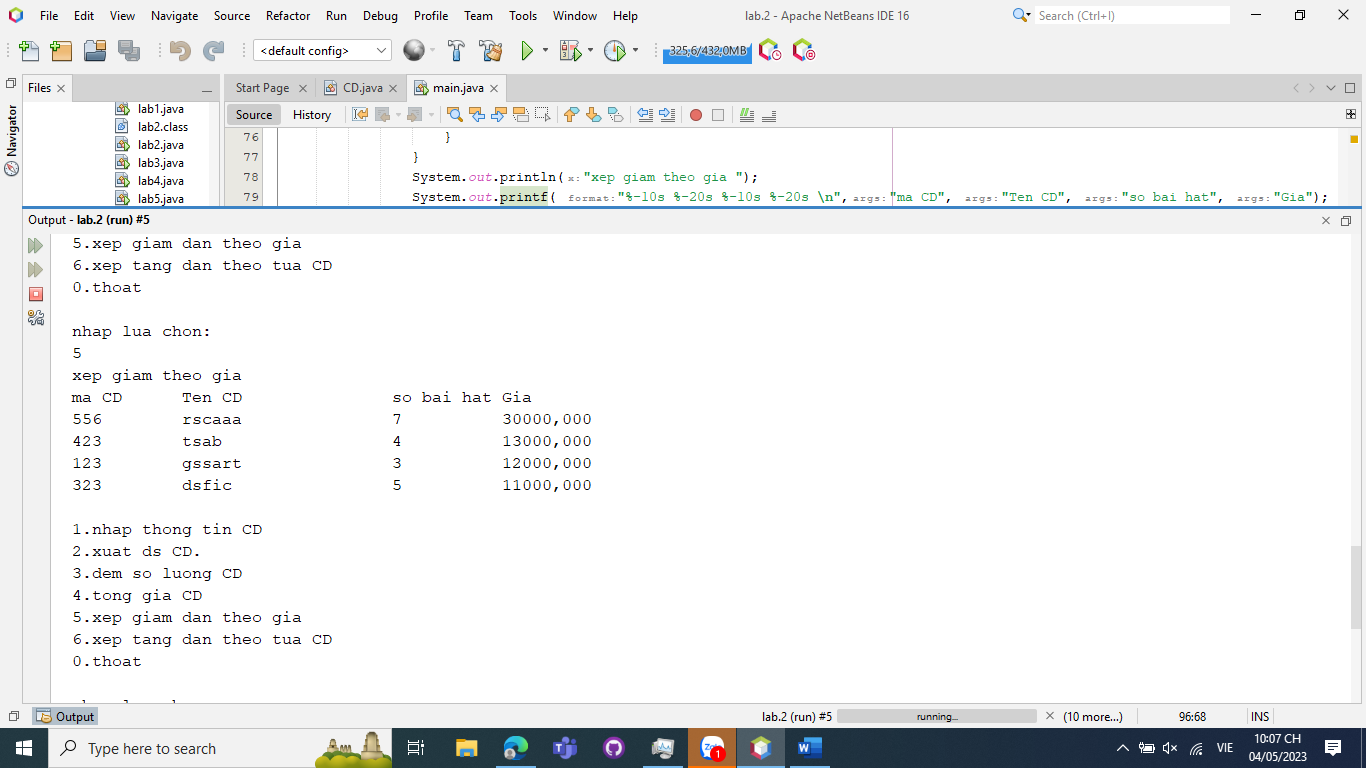 File Edit View Navigate Source Refactor Run Debug Profile Team Tools Window Help
lab.2 - Apache NetBeans IDE 16
Search (Ctrl+I)
<default config>
325,6/432,0MB
Files
Start Page
CD.java
main.java
Navigator
lab1.java
lab2.class
lab2.java
lab3.java
lab4.java
lab5.java
Source History
76 }
77 }
78 System.out.println( x: "xep giam theo gia ");
79 System.out.printf( format: "%-10s %-20s %-10s %-20s \n", args: "ma CD", args: "Ten CD", args: "so bai hat", args: "Gia");
Output - lab.2 (run) #5
5.xep giam dan theo gia
6.xep tang dan theo tua CD
0.thoat
nhap lua chon:
5
xep giam theo gia
ma CD Ten CD so bai hat Gia
556 rscaaa 7 30000,000
423 tsab 4 13000,000
123 gssart 3 12000,000
323 dsfic 5 11000,000
1.nhap thong tin CD
2.xuat ds CD.
3.dem so luong CD
4.tong gia CD
5.xep giam dan theo gia
6.xep tang dan theo tua CD
0.thoat
Output
lab.2 (run) #5
running...
(10 more...)
96:68
INS
Type here to search
1
VIE
10:07 CH
04/05/2023